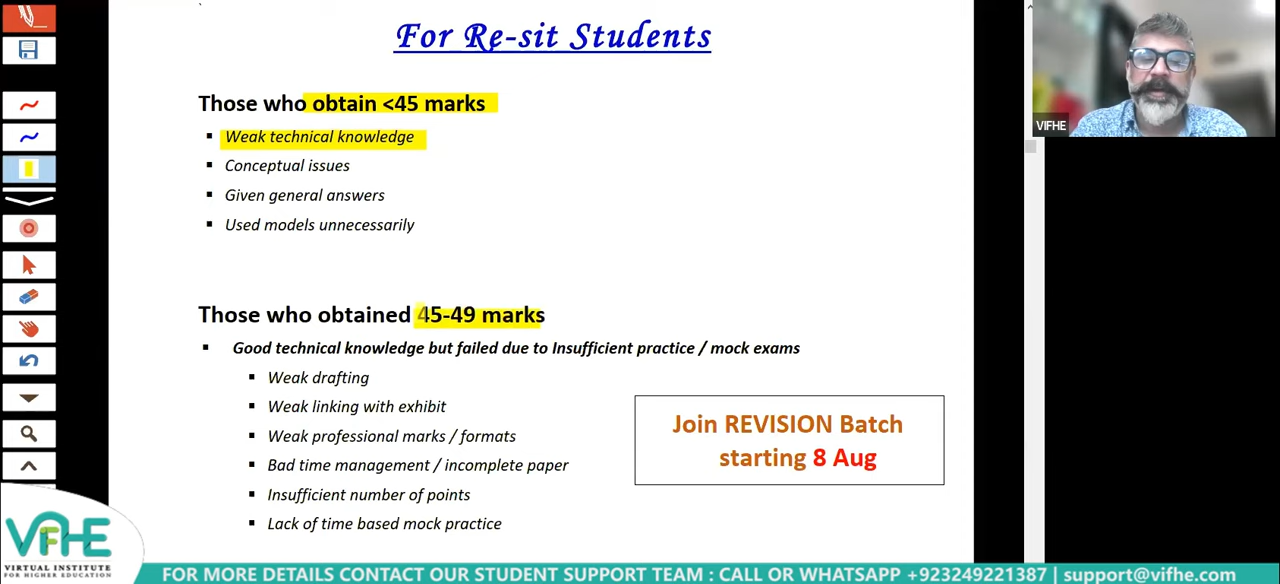 For Re-sit Students
Those who obtain <45 marks
▪ Weak technical knowledge
▪ Conceptual issues
▪ Given general answers
▪ Used models unnecessarily
Those who obtained 45-49 marks
▪ Good technical knowledge but failed due to Insufficient practice / mock exams
▪ Weak drafting
▪ Weak linking with exhibit
▪ Weak professional marks / formats
▪ Bad time management / incomplete paper
▪ Insufficient number of points
▪ Lack of time based mock practice
Join REVISION Batch
starting 8 Aug
VIFHE
VIFHE
VIRTUAL INSTITUTE
FOR HIGHER EDUCATION
FOR MORE DETAILS CONTACT OUR STUDENT SUPPORT TEAM : CALL OR WHATSAPP +923249221387 | support@vifhe.com